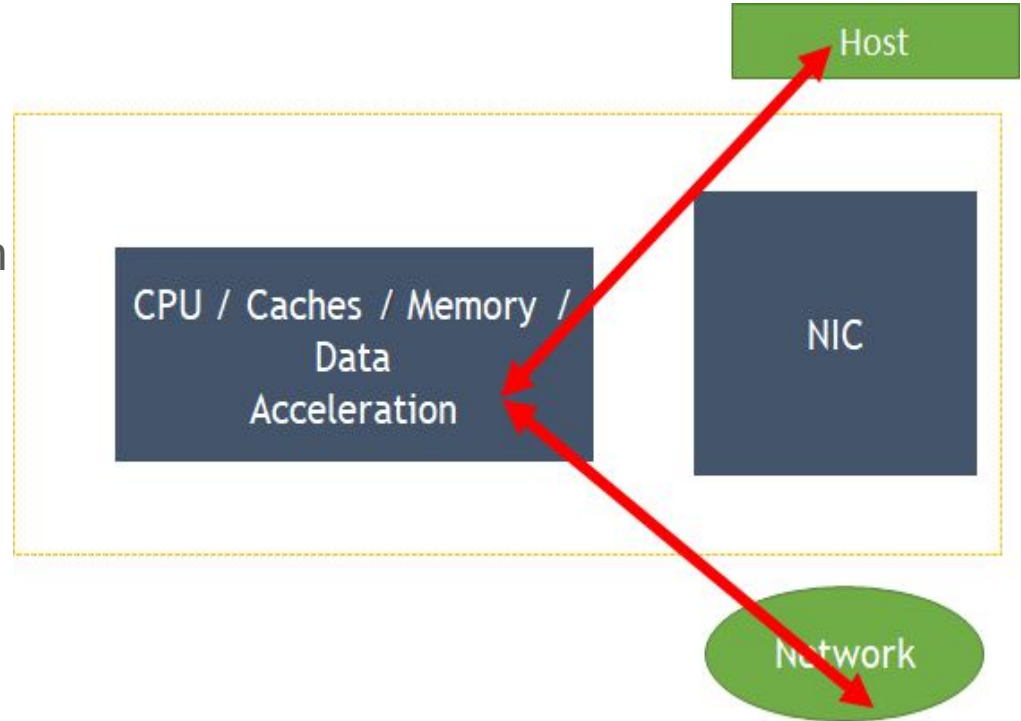 Host
CPU / Caches / Memory /
Data
Acceleration
NIC
Network